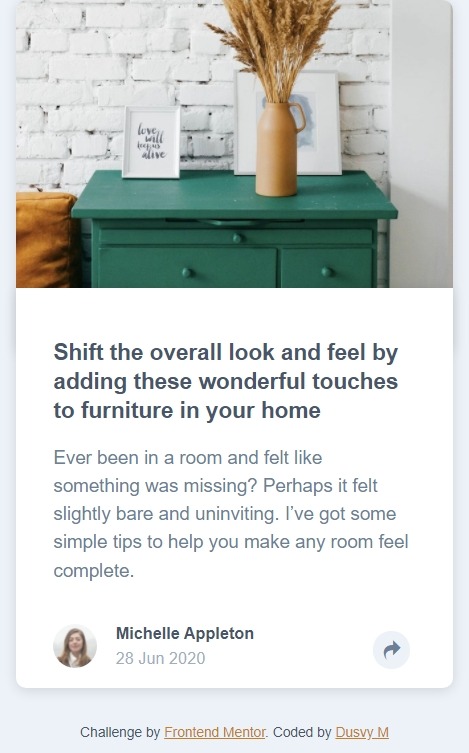 love
will
keep us
alive
Shift the overall look and feel by
adding these wonderful touches
to furniture in your home
Ever been in a room and felt like
something was missing? Perhaps it felt
slightly bare and uninviting. I’ve got some
simple tips to help you make any room feel
complete.
Michelle Appleton
28 Jun 2020
Challenge by Frontend Mentor. Coded by Dusvy M